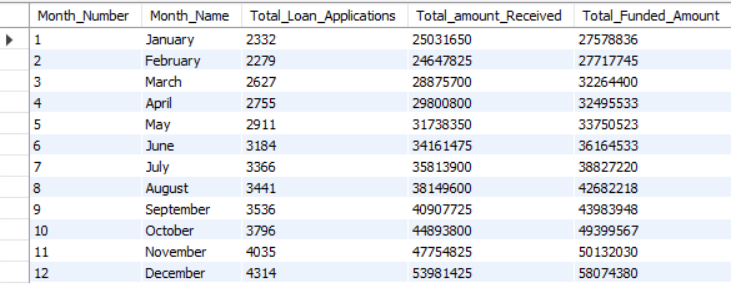 Month_Number Month_Name Total_Loan_Applications Total_amount_Received Total_Funded_Amount
1 January 2332 25031650 27578836
2 February 2279 24647825 27717745
3 March 2627 28875700 32264400
4 April 2755 29800800 32495533
5 May 2911 31738350 33750523
6 June 3184 34161475 36164533
7 July 3366 35813900 38827220
8 August 3441 38149600 42682218
9 September 3536 40907725 43983948
10 October 3796 44893800 49399567
11 November 4035 47754825 50132030
12 December 4314 53981425 58074380